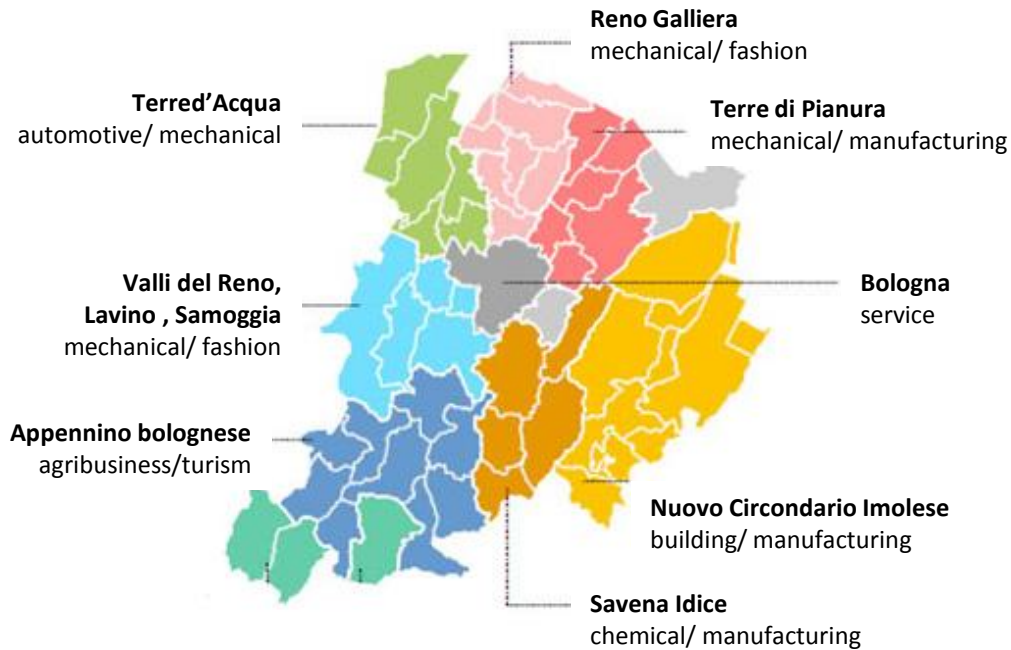 Reno Galliera
mechanical/ fashion
Terred’Acqua
automotive/ mechanical
Terre di Pianura
mechanical/ manufacturing
Valli del Reno,
Lavino , Samoggia
mechanical/ fashion
Bologna
service
Appennino bolognese
agribusiness/turism
Nuovo Circondario Imolese
building/ manufacturing
Savena Idice
chemical/ manufacturing